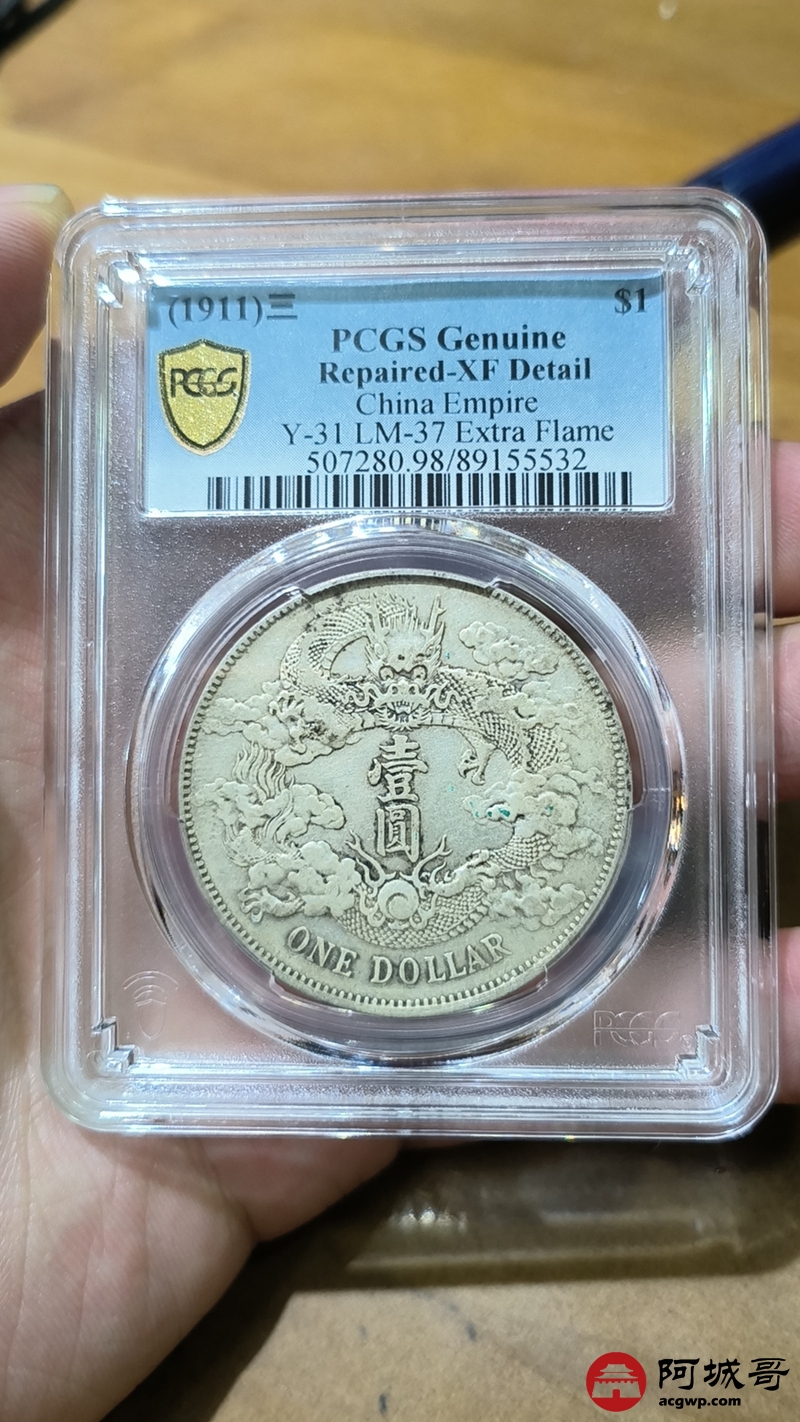 (1911)三 $1
PCGS Genuine
Repaired-XF Detail
China Empire
Y-31 LM-37 Extra Flame
507280.98/89155532
PCGS
壹圓
ONE DOLLAR
PCGS
阿城哥
acgwp.com